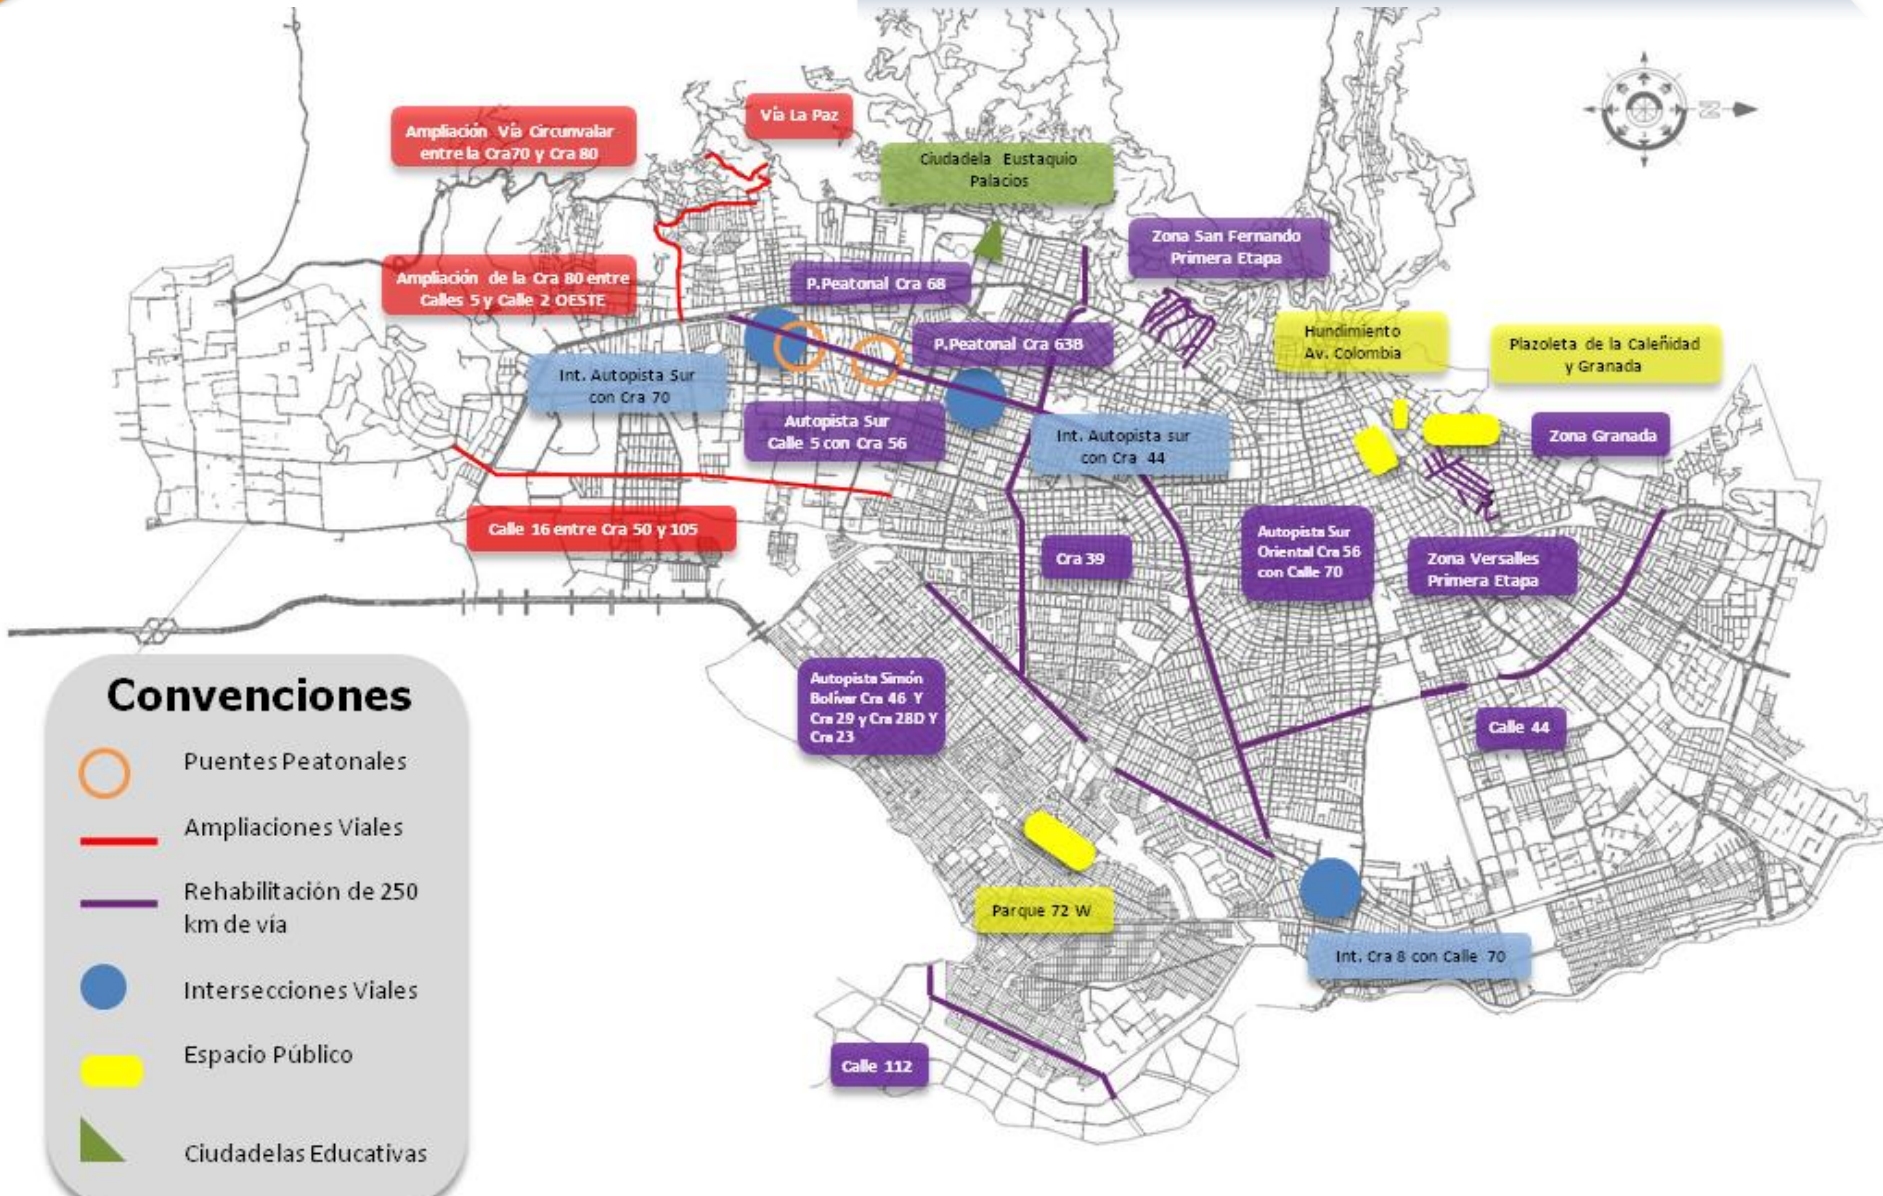 Vía La Paz
Ampliación Vía Circunvalar
entre la Cra70 y Cra 80
Ciudadela Eustaquio
Palacios
N
Zona San Fernando
Primera Etapa
Ampliación de la Cra 80 entre
Calles 5 y Calle 2 OESTE
P.Peatonal Cra 68
P.Peatonal Cra 63B
Hundimiento
Av. Colombia
Plazoleta de la Caleñidad
y Granada
Int. Autopista Sur
con Cra 70
Autopista Sur
Calle 5 con Cra 56
Int. Autopista sur
con Cra 44
Zona Granada
Calle 16 entre Cra 50 y 105
Cra 39
Autopista Sur
Oriental Cra 56
con Calle 70
Zona Versalles
Primera Etapa
Autopista Simón
Bolívar Cra 46 Y
Cra 29 y Cra 28D Y
Cra 23
Calle 44
Parque 72 W
Int. Cra 8 con Calle 70
Calle 112
Convenciones
Puentes Peatonales
Ampliaciones Viales
Rehabilitación de 250
km de vía
Intersecciones Viales
Espacio Público
Ciudadelas Educativas